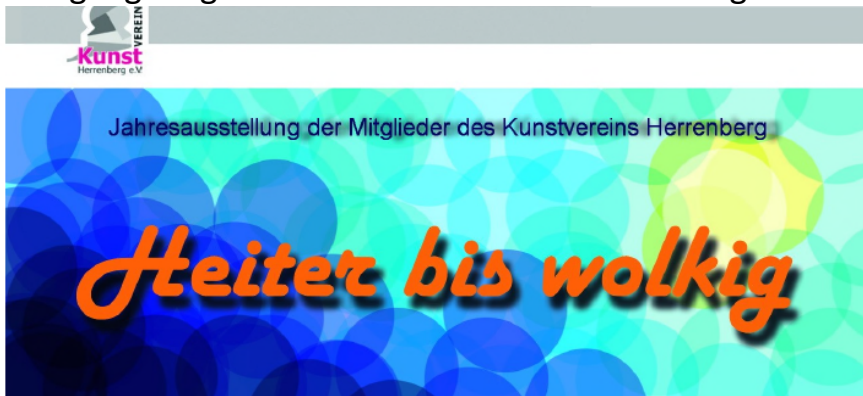 VEREIN
Kunst
Herrenberg e.V.
Jahresausstellung der Mitglieder des Kunstvereins Herrenberg
Heiter bis wolkig